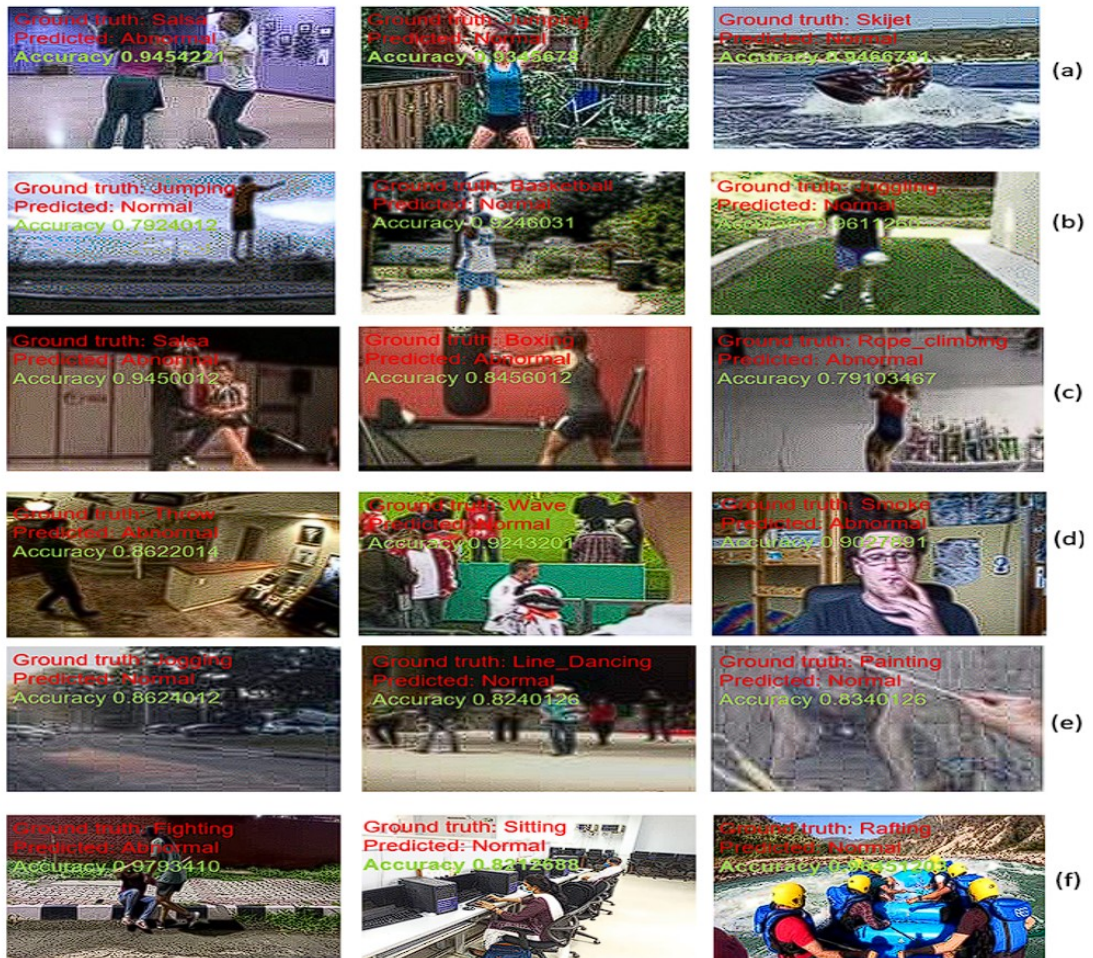 Ground truth: Salsa
Predicted: Abnormal
Accuracy 0.9454221
Ground truth: Jumping
Predicted: Normal
Accuracy 0.9345678
Ground truth: Skijet
Predicted: Normal
Accuracy 0.9466781
(a)
Ground truth: Jumping
Predicted: Normal
Accuracy 0.7924012
Ground truth: Basketball
Predicted: Normal
Accuracy 0.9246031
Ground truth: Juggling
Predicted: Normal
Accuracy
(b)
Ground truth: Salsa
Predicted: Abnormal
Accuracy 0.9450012
Ground truth: Boxing
Predicted: Abnormal
Accuracy 0.8456012
Ground truth: Rope_climbing
Predicted: Abnormal
Accuracy 0.79103467
(c)
Ground truth: Throw
Predicted: Abnormal
Accuracy 0.8622014
Ground truth: Wave
Predicted: Normal
Accuracy 0.9243201
Ground truth: Smoke
Predicted: Abnormal
Accuracy 0.9027891
(d)
Ground truth: Jogging
Predicted: Normal
Accuracy 0.8624012
Ground truth: Line_Dancing
Predicted: Normal
Accuracy 0.8240126
Ground truth: Painting
Predicted: Normal
Accuracy 0.8340126
(e)
Ground truth: Fighting
Predicted: Abnormal
Accuracy 0.9793410
Ground truth: Sitting
Predicted: Normal
Accuracy 0.8212688
Ground truth: Rafting
Predicted: Normal
Accuracy
(f)